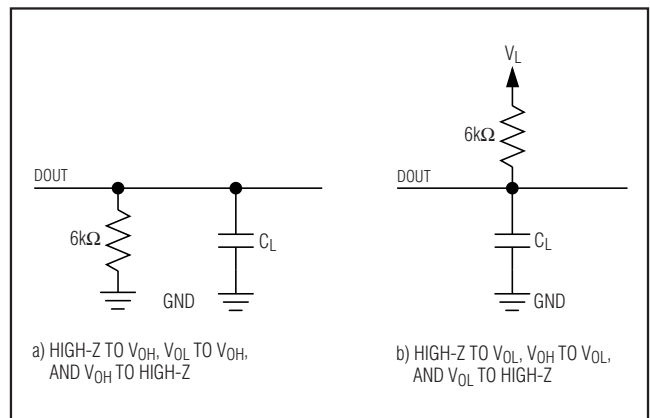 DOUT
6kΩ
C_L
GND
a) HIGH-Z TO V_OH, V_OL TO V_OH,
AND V_OH TO HIGH-Z
V_L
6kΩ
DOUT
C_L
GND
b) HIGH-Z TO V_OL, V_OH TO V_OL,
AND V_OL TO HIGH-Z